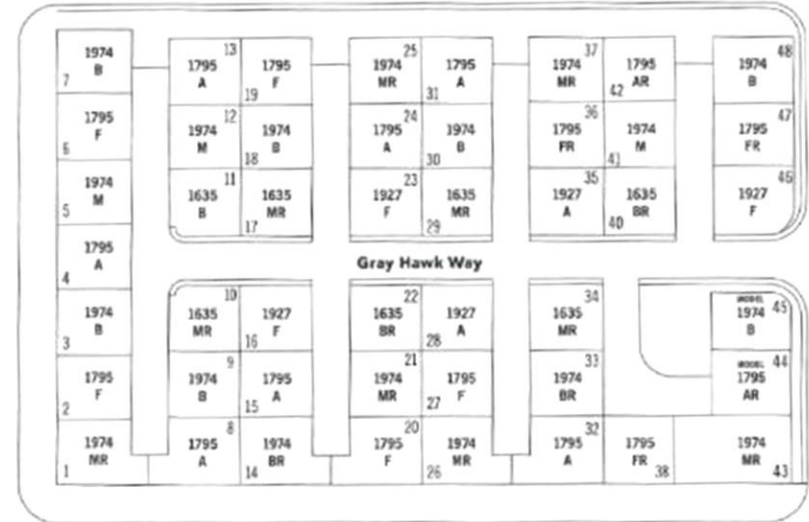 1974
B
7
1795
F
6
1974
M
5
1795
A
4
1974
B
3
1795
F
2
1974
MR
1
13
1795
A
1795
F
19
12
1974
M
1974
B
18
11
1635
B
1635
MR
17
25
1974
MR
1795
A
31
24
1795
A
1974
B
30
23
1927
F
1635
MR
29
37
1974
MR
1795
AR
42
36
1795
FR
1974
M
41
35
1927
A
1635
BR
40
48
1974
B
47
1795
FR
46
1927
F
Gray Hawk Way
10
1635
MR
1927
F
16
9
1974
B
1795
A
15
8
1795
A
1974
BR
14
22
1635
BR
1927
A
28
21
1974
MR
1795
F
27
20
1795
F
1974
MR
26
34
1635
MR
33
1974
BR
32
1795
A
1795
FR
38
MODEL
45
1974
B
MODEL
44
1795
AR
1974
MR
43